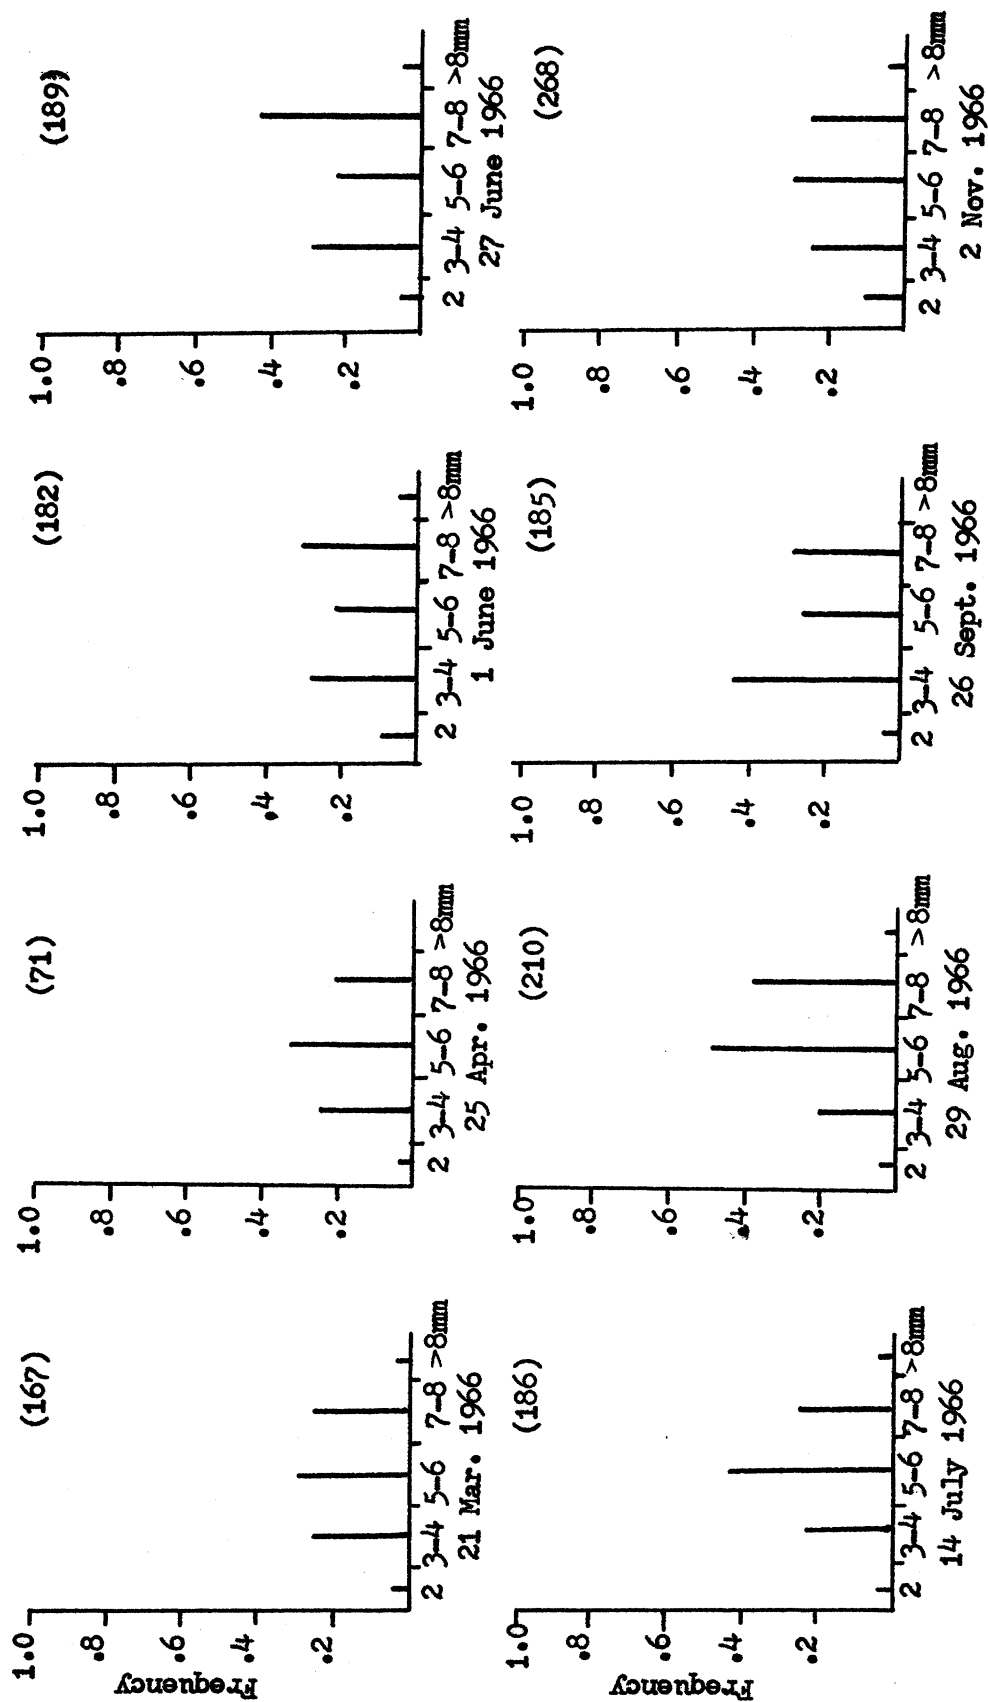 (167)
Frequency
1.0
.8
.6
.4
.2
2 3-4 5-6 7-8 >8mm
21 Mar. 1966
(71)
1.0
.8
.6
.4
.2
2 3-4 5-6 7-8 >8mm
25 Apr. 1966
(182)
1.0
.8
.6
.4
.2
2 3-4 5-6 7-8 >8mm
1 June 1966
(189)
1.0
.8
.6
.4
.2
2 3-4 5-6 7-8 >8mm
27 June 1966
(186)
Frequency
1.0
.8
.6
.4
.2
2 3-4 5-6 7-8 >8mm
14 July 1966
(210)
1.0
.8
.6
.4
.2
2 3-4 5-6 7-8 >8mm
29 Aug. 1966
(185)
1.0
.8
.6
.4
.2
2 3-4 5-6 7-8 >8mm
26 Sept. 1966
(268)
1.0
.8
.6
.4
.2
2 3-4 5-6 7-8 >8mm
2 Nov. 1966